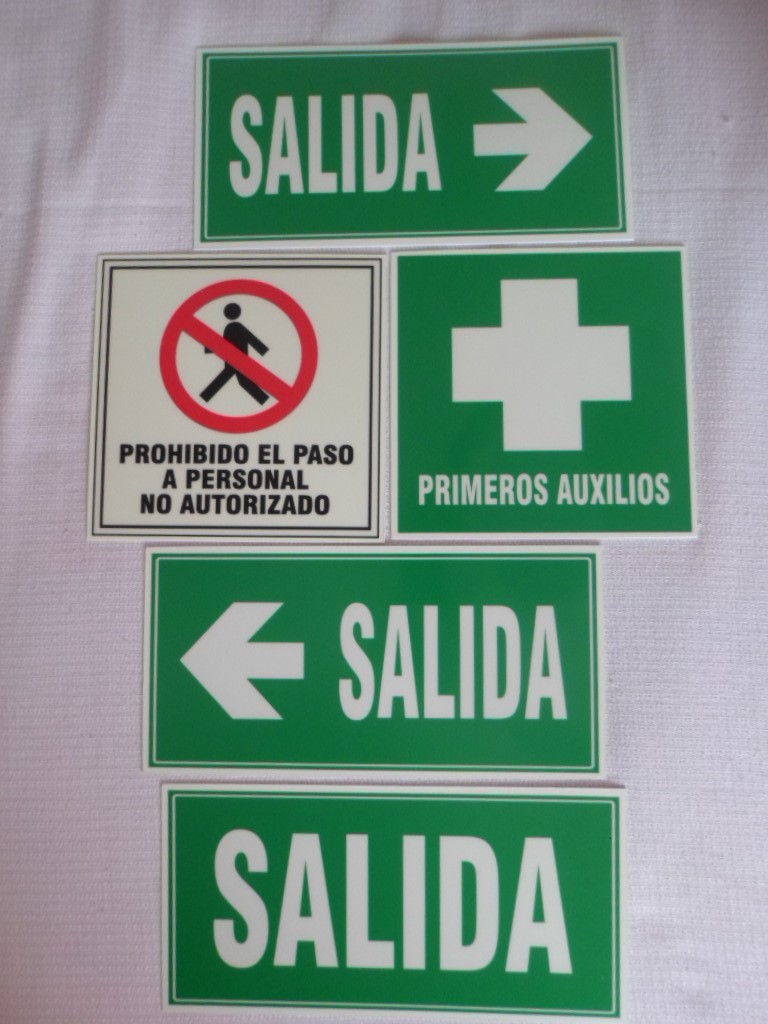 SALIDA
PROHIBIDO EL PASO
A PERSONAL
NO AUTORIZADO
PRIMEROS AUXILIOS
SALIDA
SALIDA